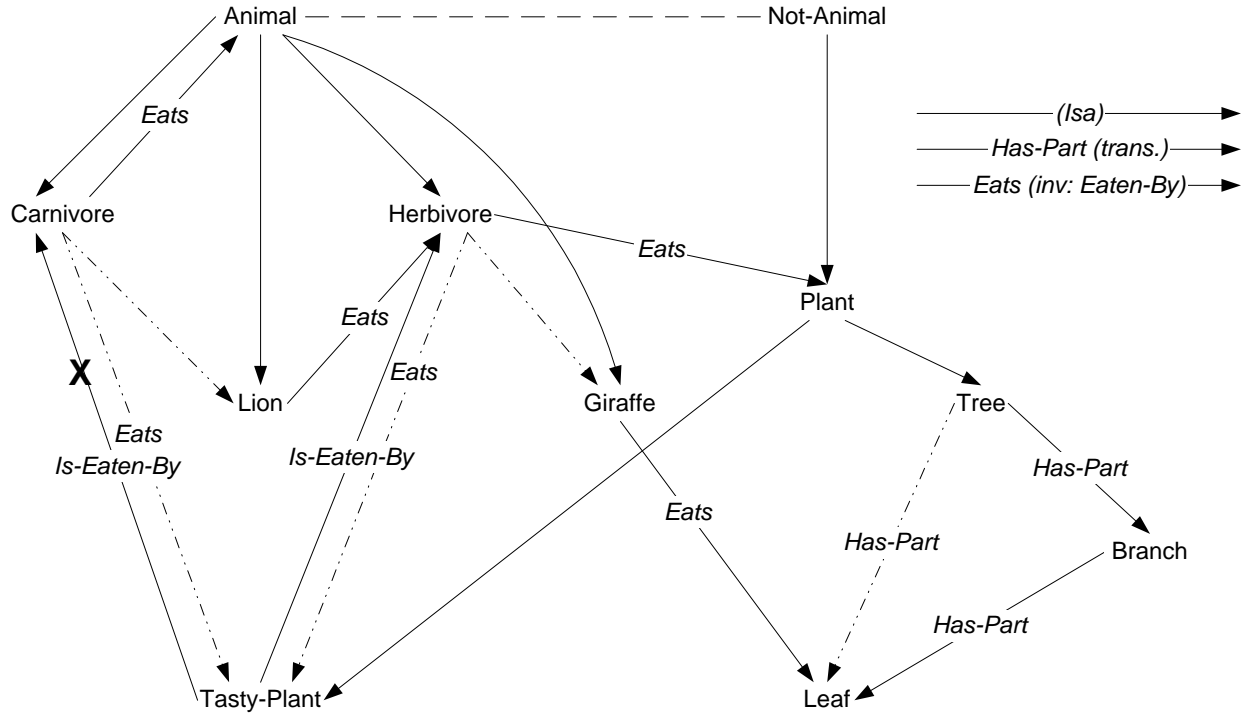 Animal
Not-Animal
Eats
(Isa)
Has-Part (trans.)
Eats (inv: Eaten-By)
Carnivore
Herbivore
Eats
Plant
Eats
X
Eats
Lion
Giraffe
Tree
Eats
Is-Eaten-By
Is-Eaten-By
Has-Part
Eats
Has-Part
Branch
Has-Part
Tasty-Plant
Leaf